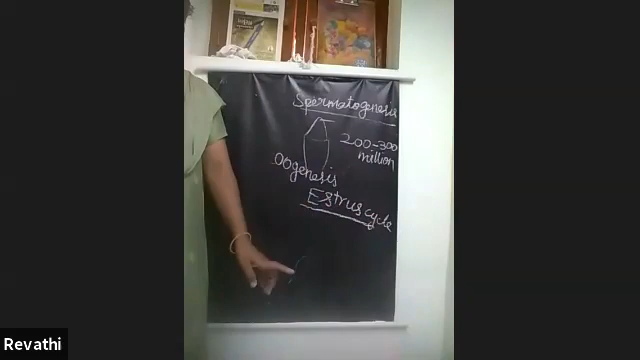 Spermatogenesis
200-300
million
Oogenesis
Estrus cycle
Revathi